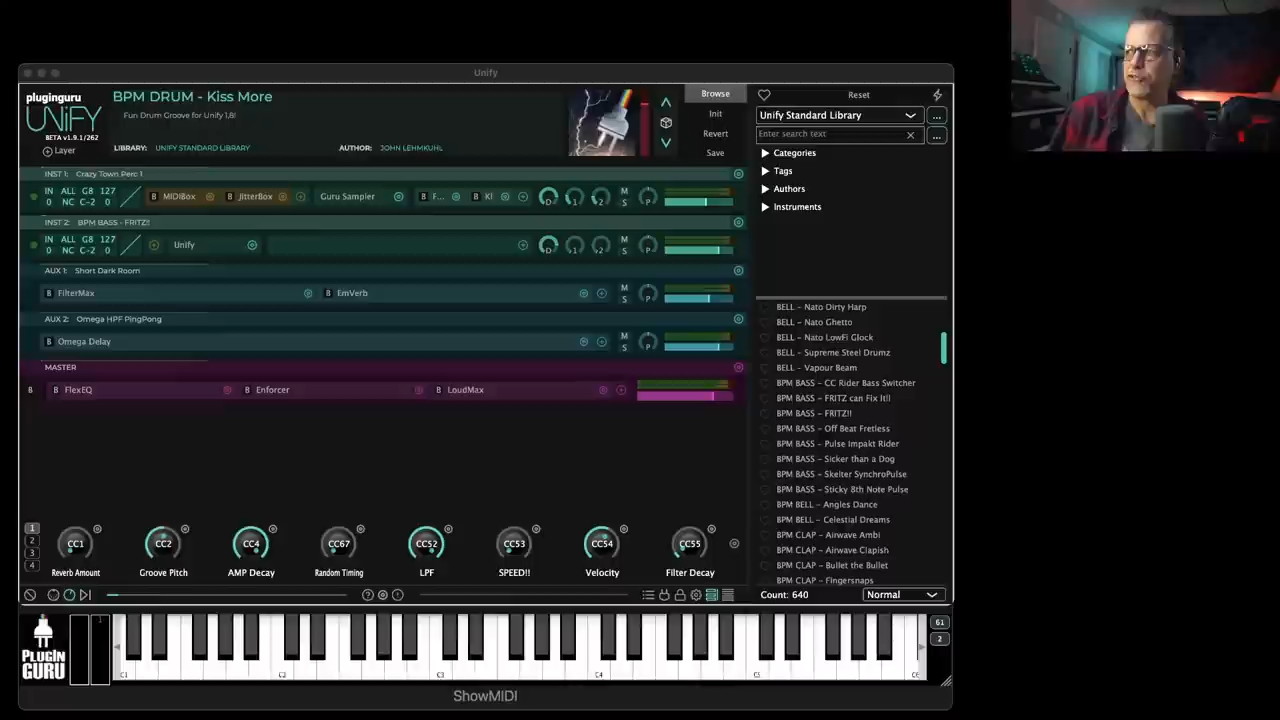 Unify
pluginguru
UNiFY
BETA v1.9.1/262
BPM DRUM - Kiss More
Fun Drum Groove for Unify 1.8!
LIBRARY: UNIFY STANDARD LIBRARY AUTHOR: JOHN LEHMKUHL
Layer
Browse
Init
Revert
Save
Reset
Unify Standard Library
...
Enter search text
...
Categories
Tags
Authors
Instruments
INST 1: Crazy Town Perc 1
IN ALL G8 127
0 NC C-2 0
B MIDIBox
B JitterBox
Guru Sampler
B F...
B Kl
D 1 2
M
S
P
INST 2: BPM BASS - FRITZ!!
IN ALL G8 127
0 NC C-2 0
Unify
D 1 2
M
S
P
AUX 1: Short Dark Room
B FilterMax
B EmVerb
M
S
P
AUX 2: Omega HPF PingPong
B Omega Delay
M
S
P
MASTER
B
B FlexEQ
B Enforcer
B LoudMax
BELL - Nato Dirty Harp
BELL - Nato Ghetto
BELL - Nato LowFi Glock
BELL - Supreme Steel Drumz
BELL - Vapour Beam
BPM BASS - CC Rider Bass Switcher
BPM BASS - FRITZ can Fix It!!
BPM BASS - FRITZ!!
BPM BASS - Off Beat Fretless
BPM BASS - Pulse Impakt Rider
BPM BASS - Sicker than a Dog
BPM BASS - Skelter SynchroPulse
BPM BASS - Sticky 8th Note Pulse
BPM BELL - Angles Dance
BPM BELL - Celestial Dreams
BPM CLAP - Airwave Ambi
BPM CLAP - Airwave Clapish
BPM CLAP - Bullet the Bullet
BPM CLAP - Fingersnaps
Count: 640
Normal
1
2
3
4
CC1 CC2 CC4 CC67 CC52 CC53 CC54 CC55
Reverb Amount Groove Pitch AMP Decay Random Timing LPF SPEED!! Velocity Filter Decay
PLUGIN
GURU
1
C1 C2 C3 C4 C5 C6
61
2
ShowMIDI